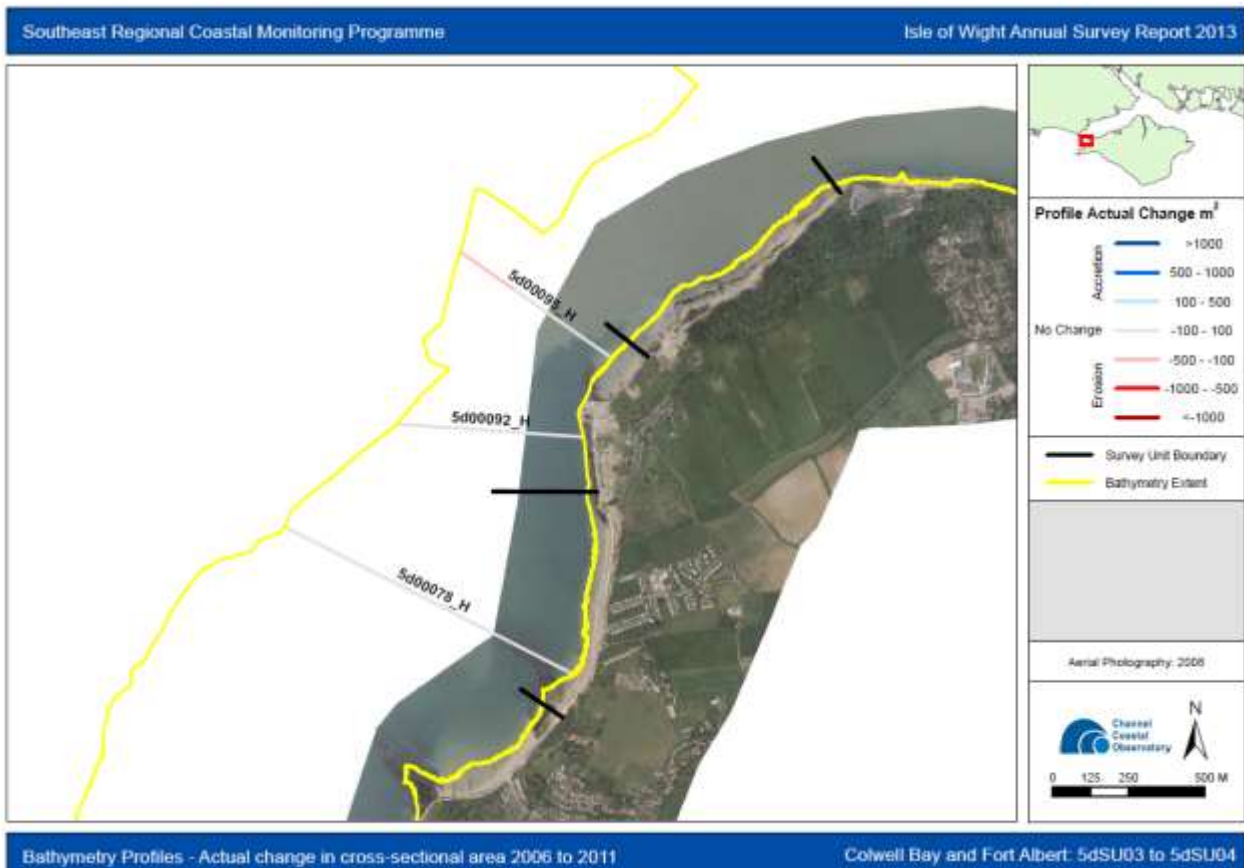 Southeast Regional Coastal Monitoring Programme
Isle of Wight Annual Survey Report 2013
5d00095_H
5d00092_H
5d00078_H
Profile Actual Change m²
Accretion
>1000
500 - 1000
100 - 500
No Change
-100 - 100
Erosion
-500 - -100
-1000 - -500
<-1000
Survey Unit Boundary
Bathymetry Extent
Aerial Photography: 2008
Channel
Coastal
Observatory
N
0 125 250 500 M
Bathymetry Profiles - Actual change in cross-sectional area 2006 to 2011
Colwell Bay and Fort Albert: 5dSU03 to 5dSU04